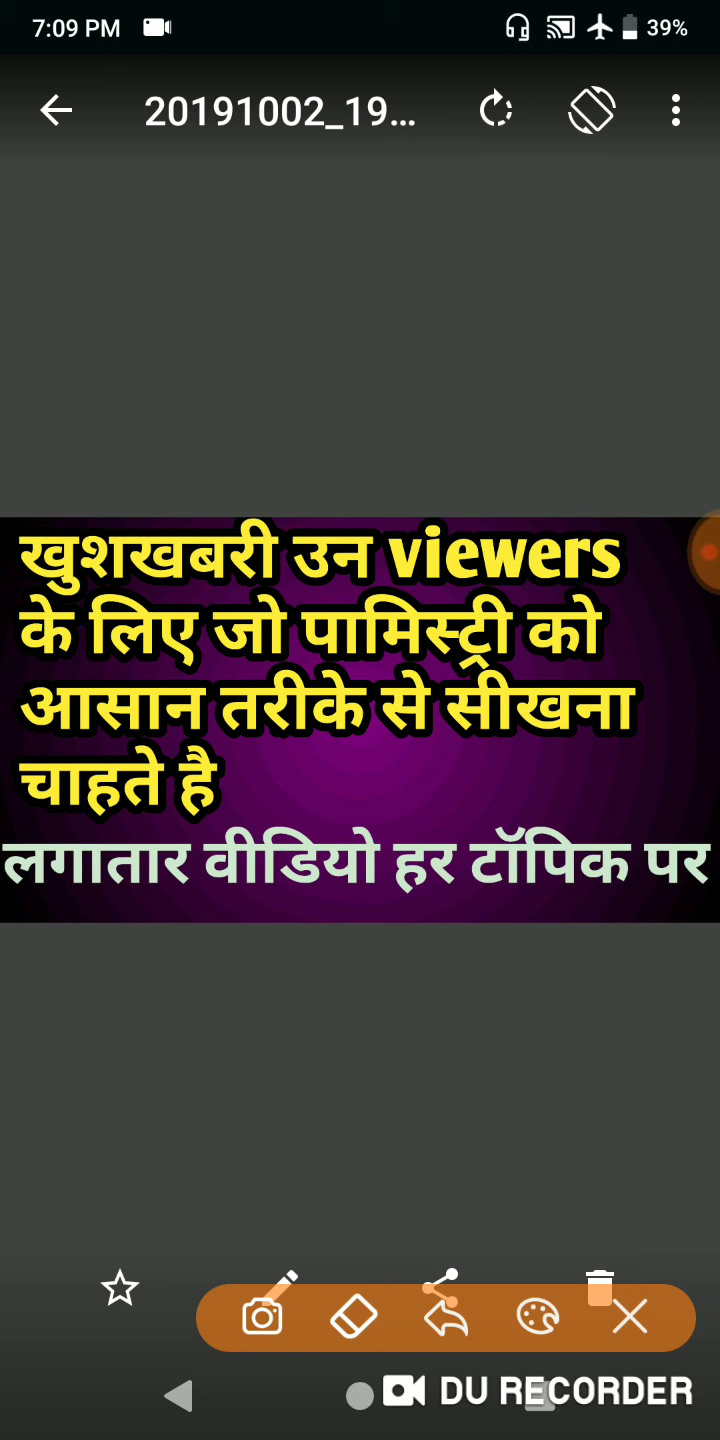 7:09 PM
39%
20191002_19...
खुशखबरी उन viewers
के लिए जो पामिस्ट्री को
आसान तरीके से सीखना
चाहते है
लगातार वीडियो हर टॉपिक पर
DU RECORDER